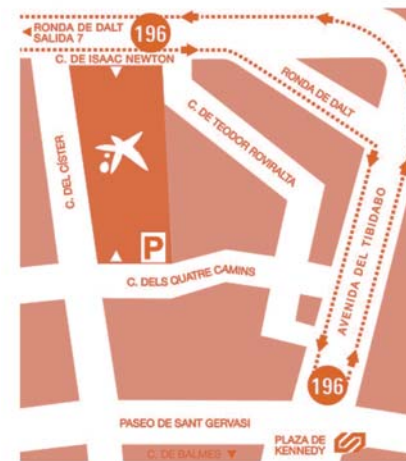 RONDA DE DALT
SALIDA 7
196
C. DE ISAAC NEWTON
RONDA DE DALT
C. DE TEODOR ROVIRALTA
C. DEL CÍSTER
AVENIDA DEL TIBIDABO
P
C. DELS QUATRE CAMINS
196
PASEO DE SANT GERVASI
PLAZA DE
KENNEDY
C. DE BALMES